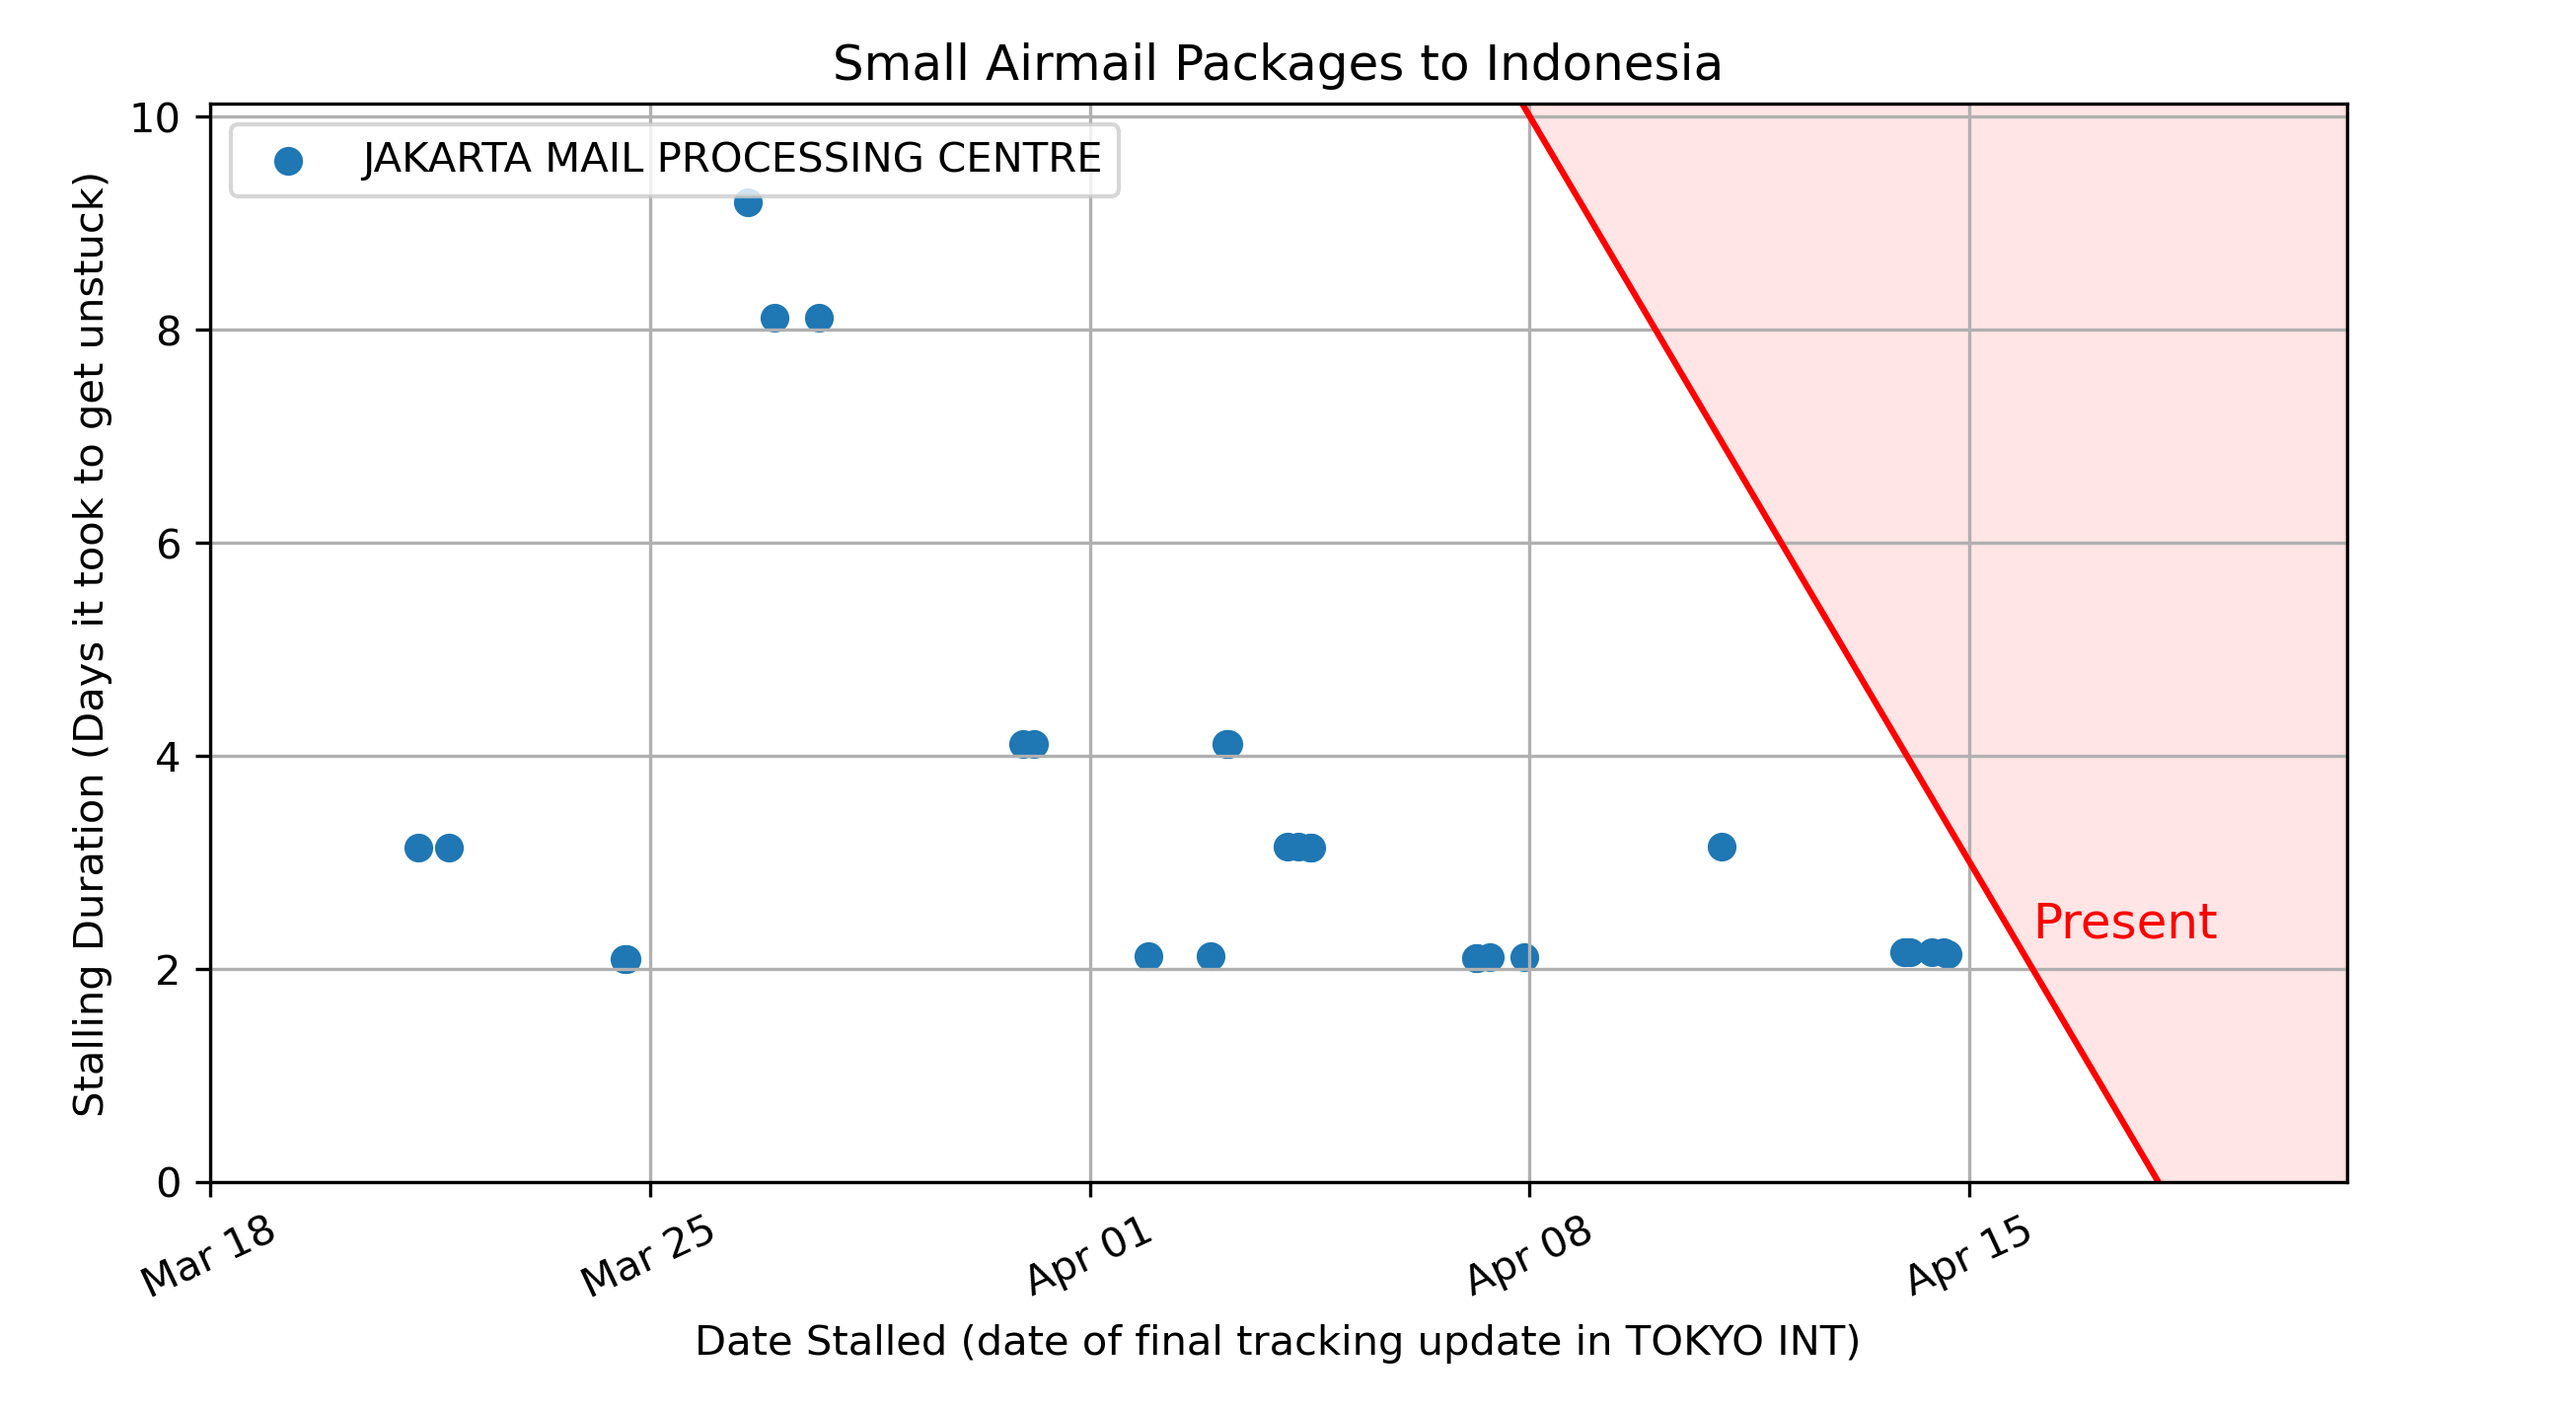 Small Airmail Packages to Indonesia
JAKARTA MAIL PROCESSING CENTRE
Stalling Duration (Days it took to get unstuck)
10
8
6
4
2
0
Present
Mar 18
Mar 25
Apr 01
Apr 08
Apr 15
Date Stalled (date of final tracking update in TOKYO INT)